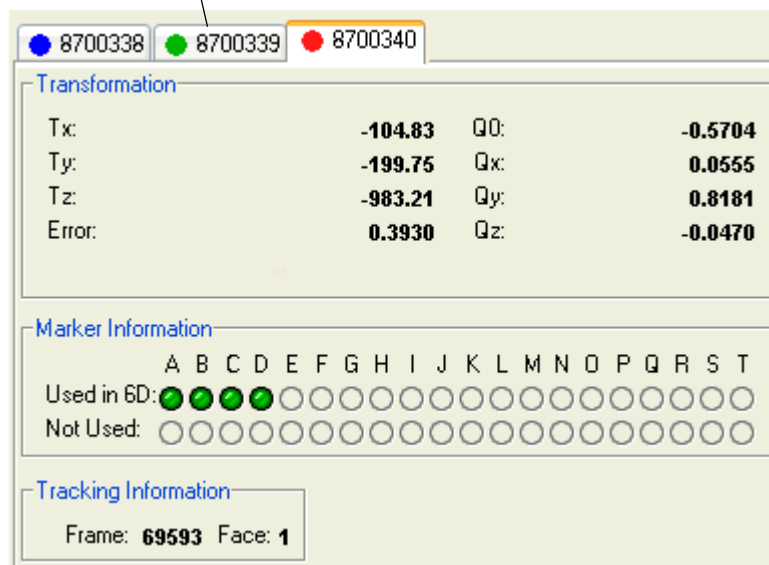 8700338 8700339 8700340
Transformation
Tx: -104.83 Q0: -0.5704
Ty: -199.75 Qx: 0.0555
Tz: -983.21 Qy: 0.8181
Error: 0.3930 Qz: -0.0470
Marker Information
A B C D E F G H I J K L M N O P Q R S T
Used in 6D:
Not Used:
Tracking Information
Frame: 69593 Face: 1